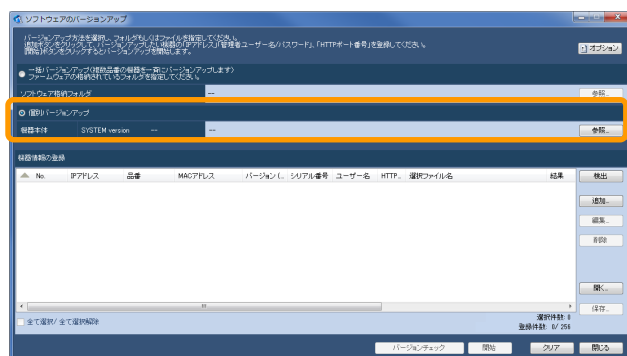 ソフトウェアのバージョンアップ
バージョンアップ方法を選択し、フォルダもしくはファイルを指定してください。
[追加]ボタンをクリックして、バージョンアップしたい機器の「IPアドレス」「管理者ユーザー名/パスワード」、「HTTPポート番号」を登録してください。
[開始]ボタンをクリックするとバージョンアップを開始します。
オプション
一括バージョンアップ(複数品番の機器を一斉にバージョンアップします)
ファームウェアの格納されているフォルダを指定してください。
ソフトウェア格納フォルダ -- 参照...
個別バージョンアップ
機器本体 SYSTEM version -- -- 参照...
機器情報の登録
No. IPアドレス 品番 MACアドレス バージョン (... シリアル番号 ユーザー名 HTTP... 選択ファイル名 結果 検出
追加...
編集...
削除
開く...
保存...
全て選択/全て選択解除
選択件数: 0
登録件数: 0/ 256
バージョンチェック 開始 クリア 閉じる